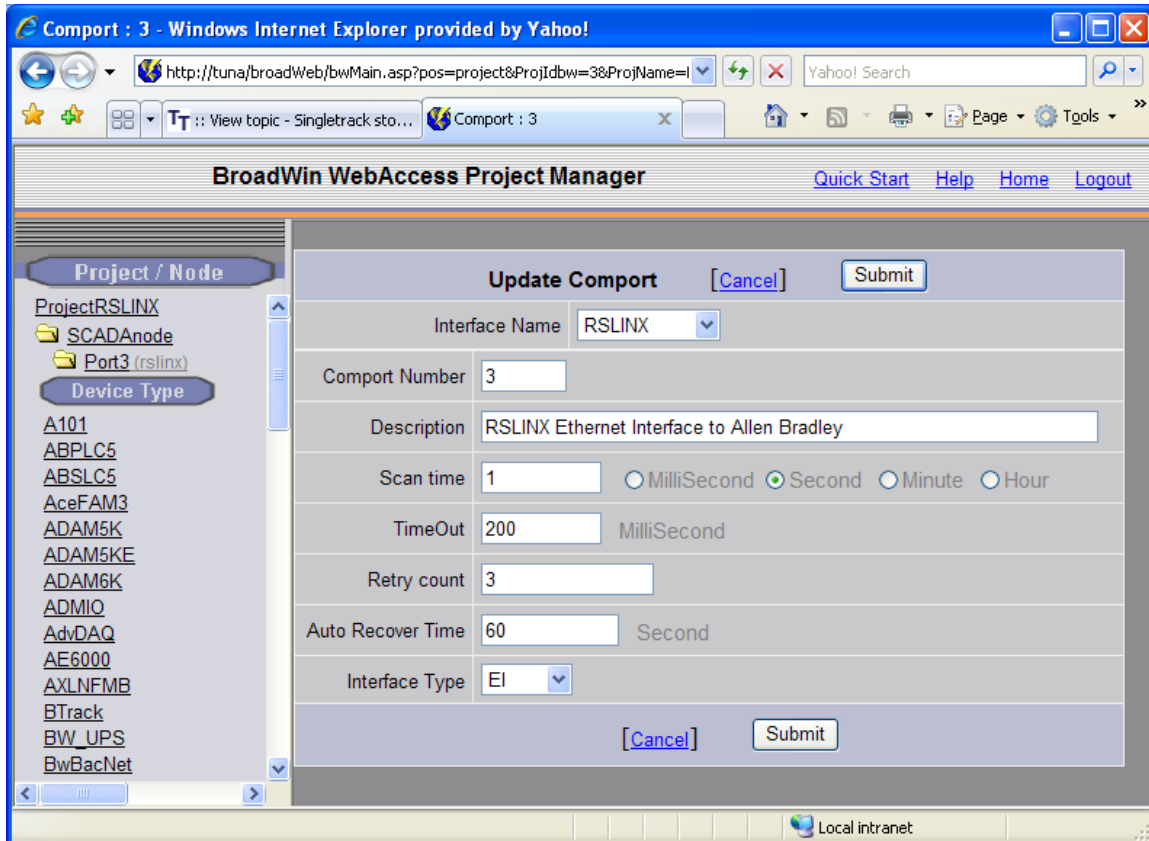 Comport : 3 - Windows Internet Explorer provided by Yahoo!
http://tuna/broadWeb/bwMain.asp?pos=project&ProjIdbw=3&ProjName=
Yahoo! Search
TT :: View topic - Singletrack sto...
Comport : 3
Page
Tools
»
BroadWin WebAccess Project Manager
Quick Start Help Home Logout
Project / Node
ProjectRSLINX
SCADAnode
Port3 (rslinx)
Device Type
A101
ABPLC5
ABSLC5
AceFAM3
ADAM5K
ADAM5KE
ADAM6K
ADMIO
AdvDAQ
AE6000
AXLNFMB
BTrack
BW_UPS
BwBacNet
Update Comport [Cancel] Submit
Interface Name RSLINX
Comport Number 3
Description RSLINX Ethernet Interface to Allen Bradley
Scan time 1 MilliSecond Second Minute Hour
TimeOut 200 MilliSecond
Retry count 3
Auto Recover Time 60 Second
Interface Type EI
[Cancel] Submit
Local intranet